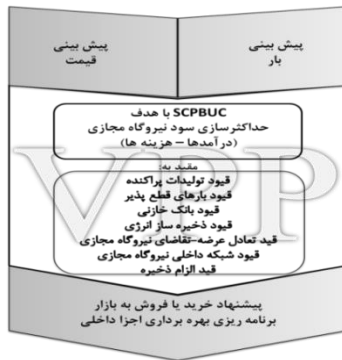 پیش بینی
بار
پیش بینی
قیمت
SCPBUC با هدف
حداکثرسازی سود نیروگاه مجازی
(درآمدها – هزینه ها)
مقید به:
قیود تولیدات پراکنده
قیود بارهای قطع پذیر
قیود بانک خازنی
قیود ذخیره ساز انرژی
قید تعادل عرضه-تقاضای نیروگاه مجازی
قیود شبکه داخلی نیروگاه مجازی
قید الزام ذخیره
VPP
پیشنهاد خرید یا فروش به بازار
برنامه ریزی بهره برداری اجزا داخلی